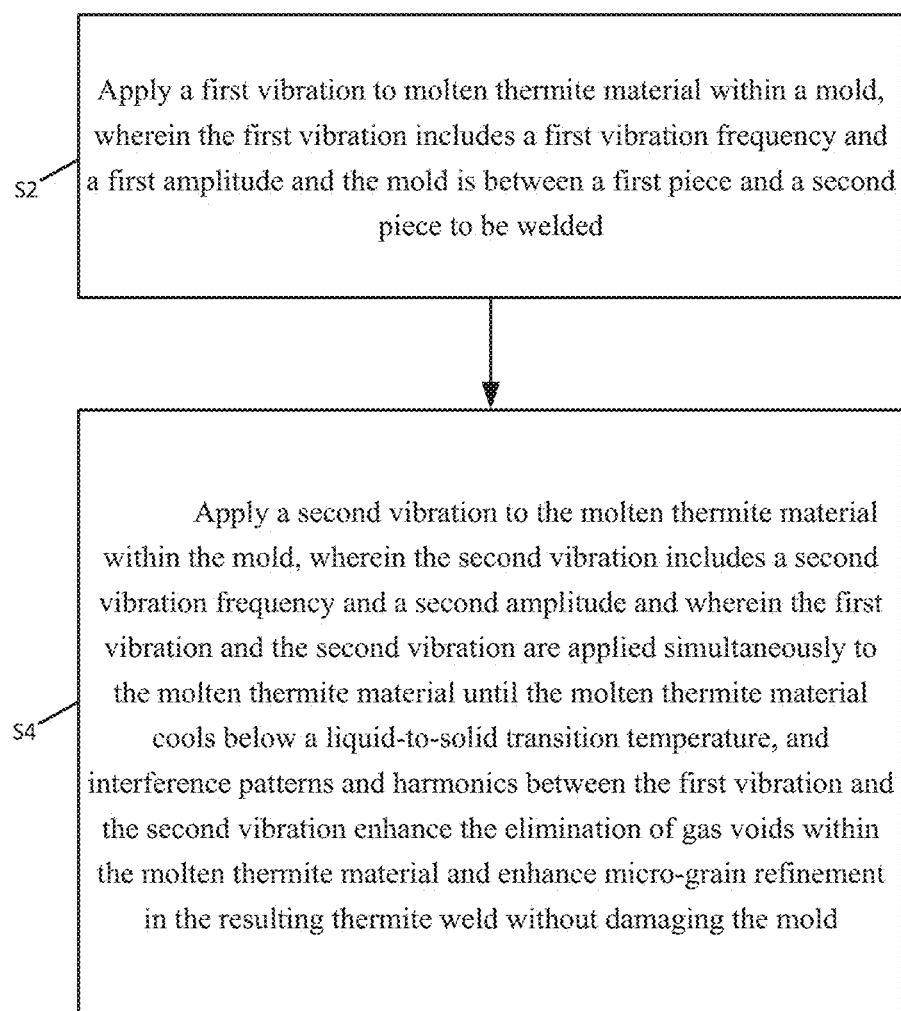 Apply a first vibration to molten thermite material within a mold,
wherein the first vibration includes a first vibration frequency and
a first amplitude and the mold is between a first piece and a second
piece to be welded
S2
Apply a second vibration to the molten thermite material
within the mold, wherein the second vibration includes a second
vibration frequency and a second amplitude and wherein the first
vibration and the second vibration are applied simultaneously to
the molten thermite material until the molten thermite material
cools below a liquid-to-solid transition temperature, and
interference patterns and harmonics between the first vibration and
the second vibration enhance the elimination of gas voids within
the molten thermite material and enhance micro-grain refinement
in the resulting thermite weld without damaging the mold
S4